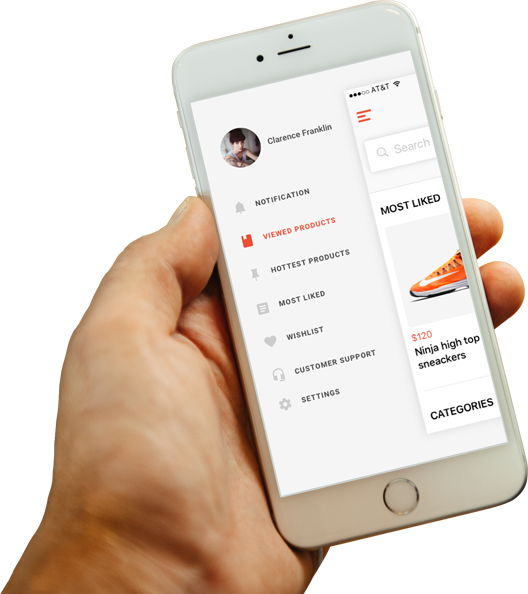 AT&T
Clarence Franklin
Search
NOTIFICATION
MOST LIKED
VIEWED PRODUCTS
HOTTEST PRODUCTS
MOST LIKED
$120
WISHLIST
Ninja high top
sneackers
CUSTOMER SUPPORT
SETTINGS
CATEGORIES